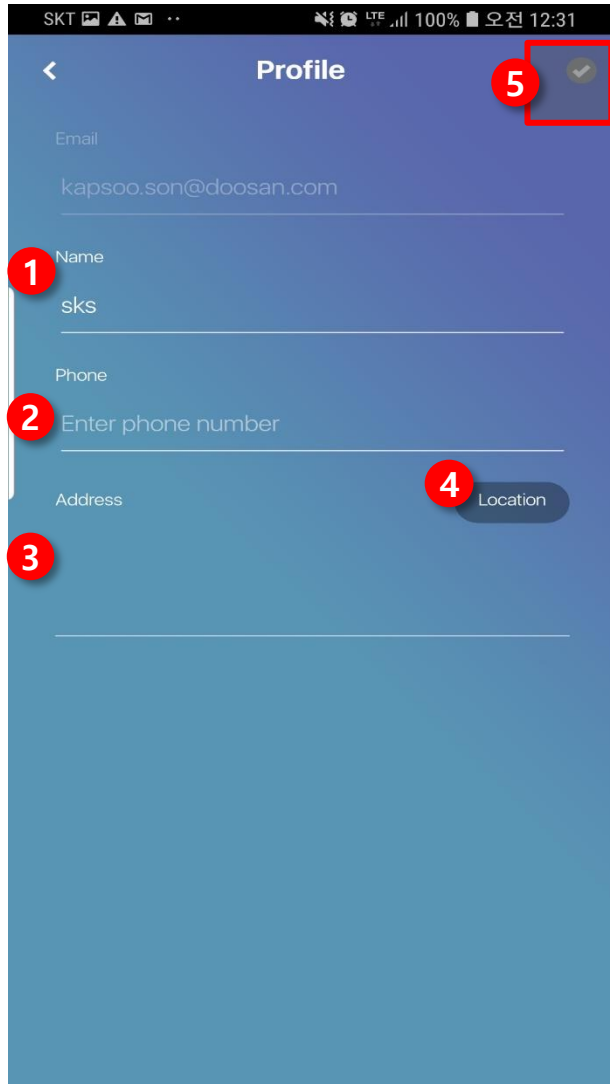 SKT LTE 100% 오전 12:31
Profile
5
Email
kapsoo.son@doosan.com
1
Name
sks
Phone
2
Enter phone number
4
Address
Location
3